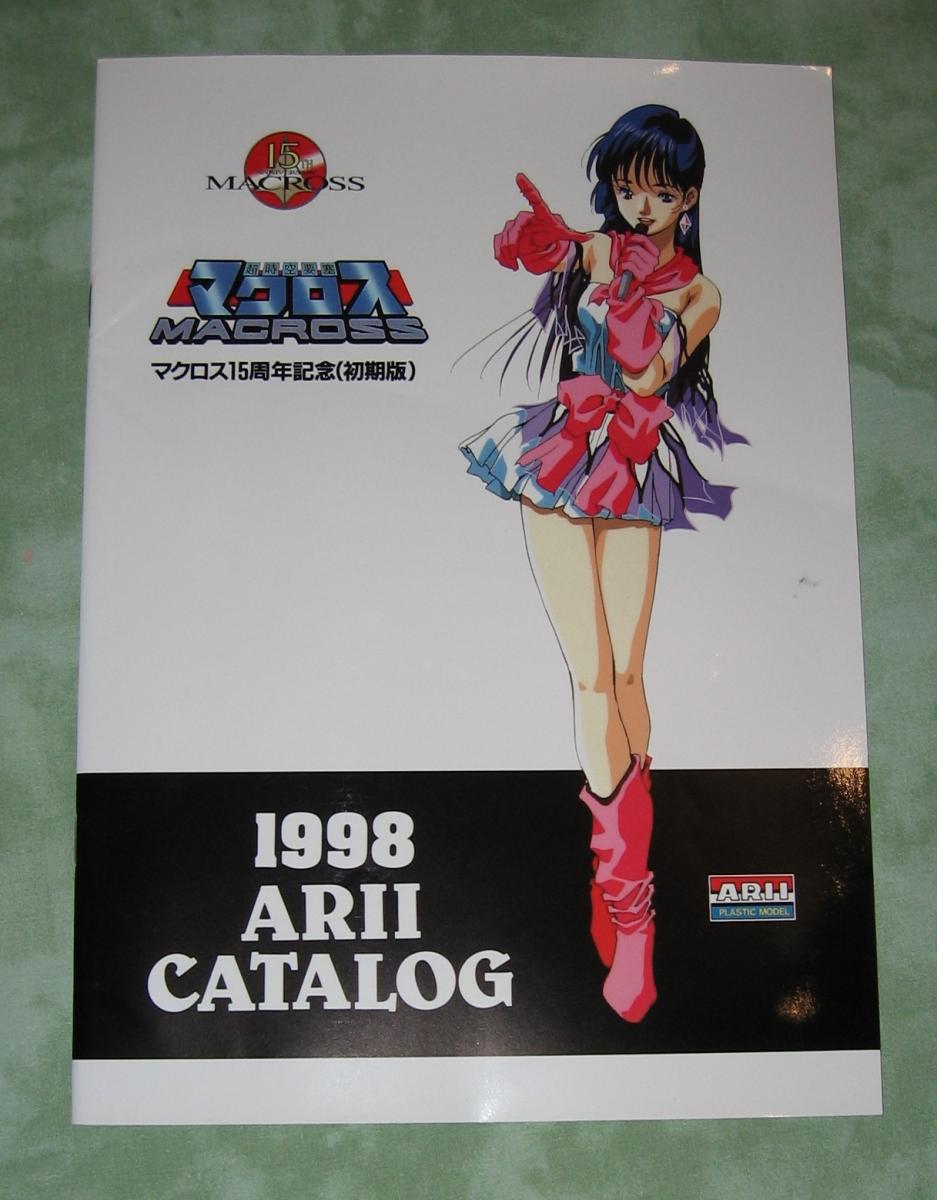 15TH
ANNIVERSARY
MACROSS
超時空要塞
マクロス
MACROSS
マクロス15周年記念(初期版)
1998
ARII
CATALOG
ARII
PLASTIC MODEL